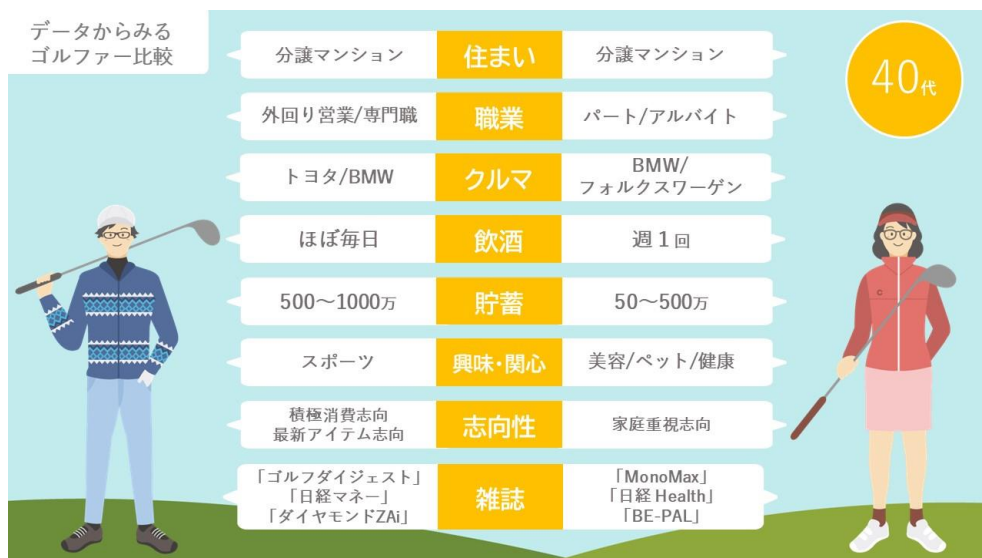 データからみる
ゴルファー比較
40代
分譲マンション
住まい
分譲マンション
外回り営業/専門職
職業
パート/アルバイト
トヨタ/BMW
クルマ
BMW/
フォルクスワーゲン
ほぼ毎日
飲酒
週1回
500〜1000万
貯蓄
50〜500万
スポーツ
興味・関心
美容/ペット/健康
積極消費志向
最新アイテム志向
志向性
家庭重視志向
「ゴルフダイジェスト」
「日経マネー」
「ダイヤモンドZAi」
雑誌
「MonoMax」
「日経 Health」
「BE-PAL」